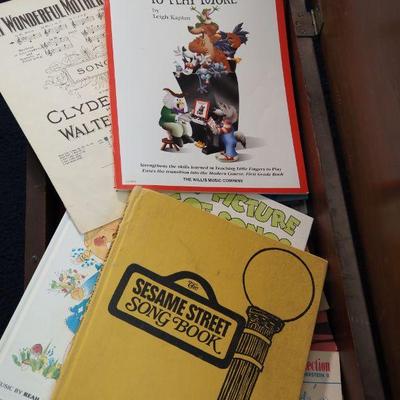 WONDERFUL MOTHE
SONG
CLYDE
WALTE
to Play More
by
Leigh Kaplan
Strengthens the skills learned in Teaching Little Fingers to Play
Eases the transition into the Modern Course, First Grade Book
THE WILLIS MUSIC COMPANY
PICTURE
The
SESAME STREET
SONG BOOK
MUSIC BY
lection